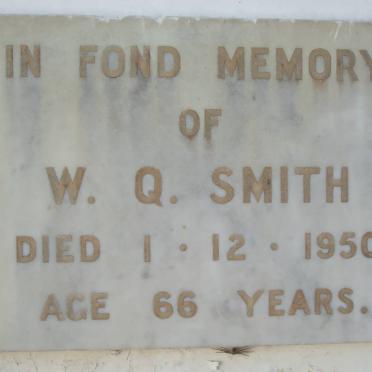 IN FOND MEMORY
OF
W. Q. SMITH
DIED 1 · 12 · 1950
AGE 66 YEARS.